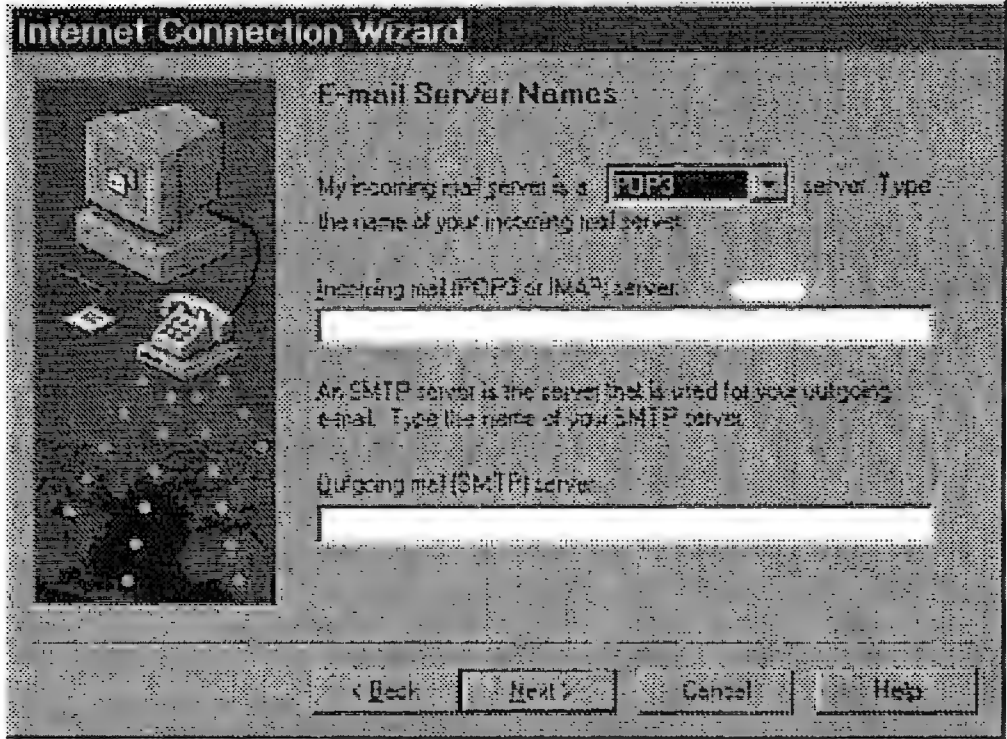 Internet Connection Wizard
E-mail Server Names
My incoming mail server is a POP3 server. Type
the name of your incoming mail server.
Incoming mail (POP3 or IMAP) server:
An SMTP server is the server that is used for your outgoing
e-mail. Type the name of your SMTP server.
Outgoing mail (SMTP) server:
< Back Next > Cancel Help